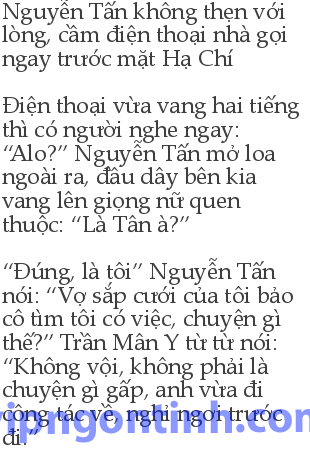 Nguyễn Tấn không thẹn với
lòng, cầm điện thoại nhà gọi
ngay trước mặt Hạ Chí
Điện thoại vừa vang hai tiếng
thì có người nghe ngay:
“Alo?” Nguyễn Tấn mở loa
ngoài ra, đầu dây bên kia
vang lên giọng nữ quen
thuộc: “Là Tân à?”
“Đúng, là tôi” Nguyễn Tấn
nói: “Vợ sắp cưới của tôi bảo
cô tìm tôi có việc, chuyện gì
thế?” Trần Mân Y từ từ nói:
“Không vội, không phải là
chuyện gì gấp, anh vừa đi
công tác về, nghỉ ngơi trước
đi.”
vipngontinh.com